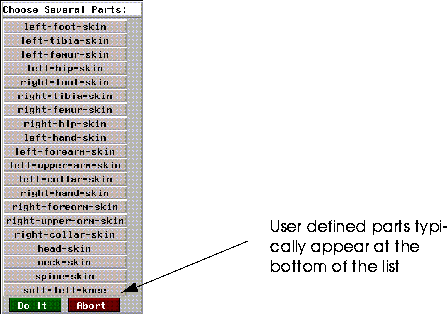 Choose Several Parts:
left-foot-skin
left-tibia-skin
left-femur-skin
left-hip-skin
right-foot-skin
right-tibia-skin
right-femur-skin
right-hip-skin
left-hand-skin
left-forearm-skin
left-upper-arm-skin
left-collar-skin
right-hand-skin
right-forearm-skin
right-upper-arm-skin
right-collar-skin
head-skin
neck-skin
spine-skin
soft-left-knee
Do It Abort
User defined parts typi-
cally appear at the
bottom of the list